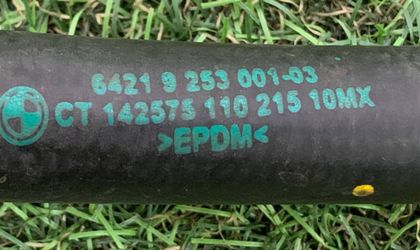 6421 9 253 001-03
CT 142575 110 215 10MX
>EPDM<